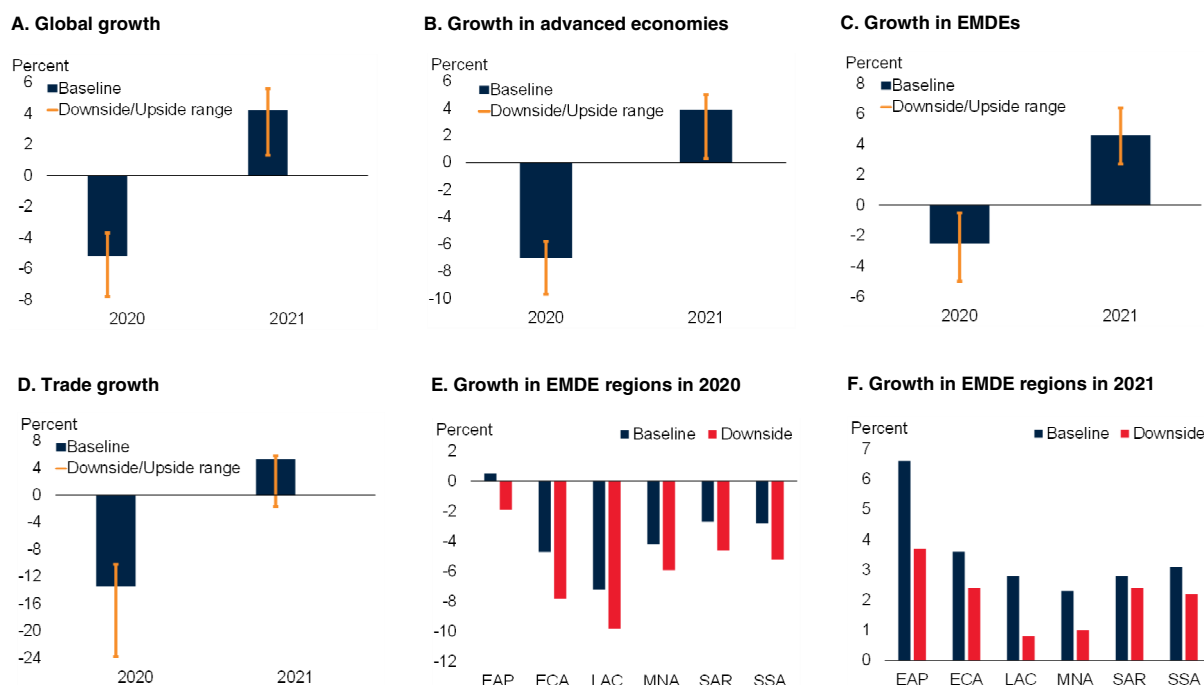 A. Global growth
Percent
6
Baseline
4
Downside/Upside range
2
0
-2
-4
-6
-8
2020 2021
B. Growth in advanced economies
Percent
6
Baseline
4
Downside/Upside range
2
0
-2
-4
-6
-8
-10
2020 2021
C. Growth in EMDEs
Percent
8
Baseline
6
Downside/Upside range
4
2
0
-2
-4
-6
2020 2021
D. Trade growth
Percent
8
Baseline
4
Downside/Upside range
0
-4
-8
-12
-16
-20
-24
2020 2021
E. Growth in EMDE regions in 2020
Percent
Baseline Downside
2
0
-2
-4
-6
-8
-10
-12
EAP ECA LAC MNA SAR SSA
F. Growth in EMDE regions in 2021
Percent
Baseline Downside
7
6
5
4
3
2
1
0
EAP ECA LAC MNA SAR SSA